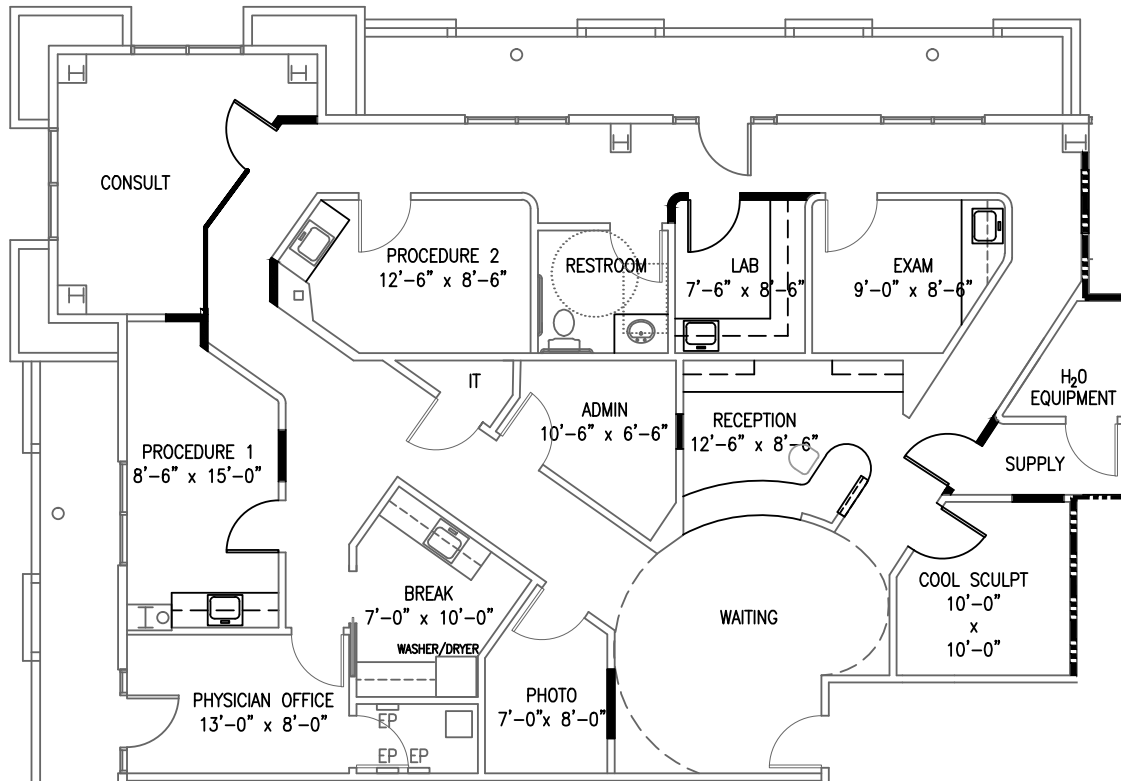 CONSULT
PROCEDURE 2
12'-6" x 8'-6"
RESTROOM
LAB
7'-6" x 8'-6"
EXAM
9'-0" x 8'-6"
IT
ADMIN
10'-6" x 6'-6"
RECEPTION
12'-6" x 8'-6"
H₂O
EQUIPMENT
SUPPLY
PROCEDURE 1
8'-6" x 15'-0"
BREAK
7'-0" x 10'-0"
WASHER/DRYER
WAITING
COOL SCULPT
10'-0"
x
10'-0"
PHYSICIAN OFFICE
13'-0" x 8'-0"
PHOTO
7'-0"x 8'-0"
EP
EP EP